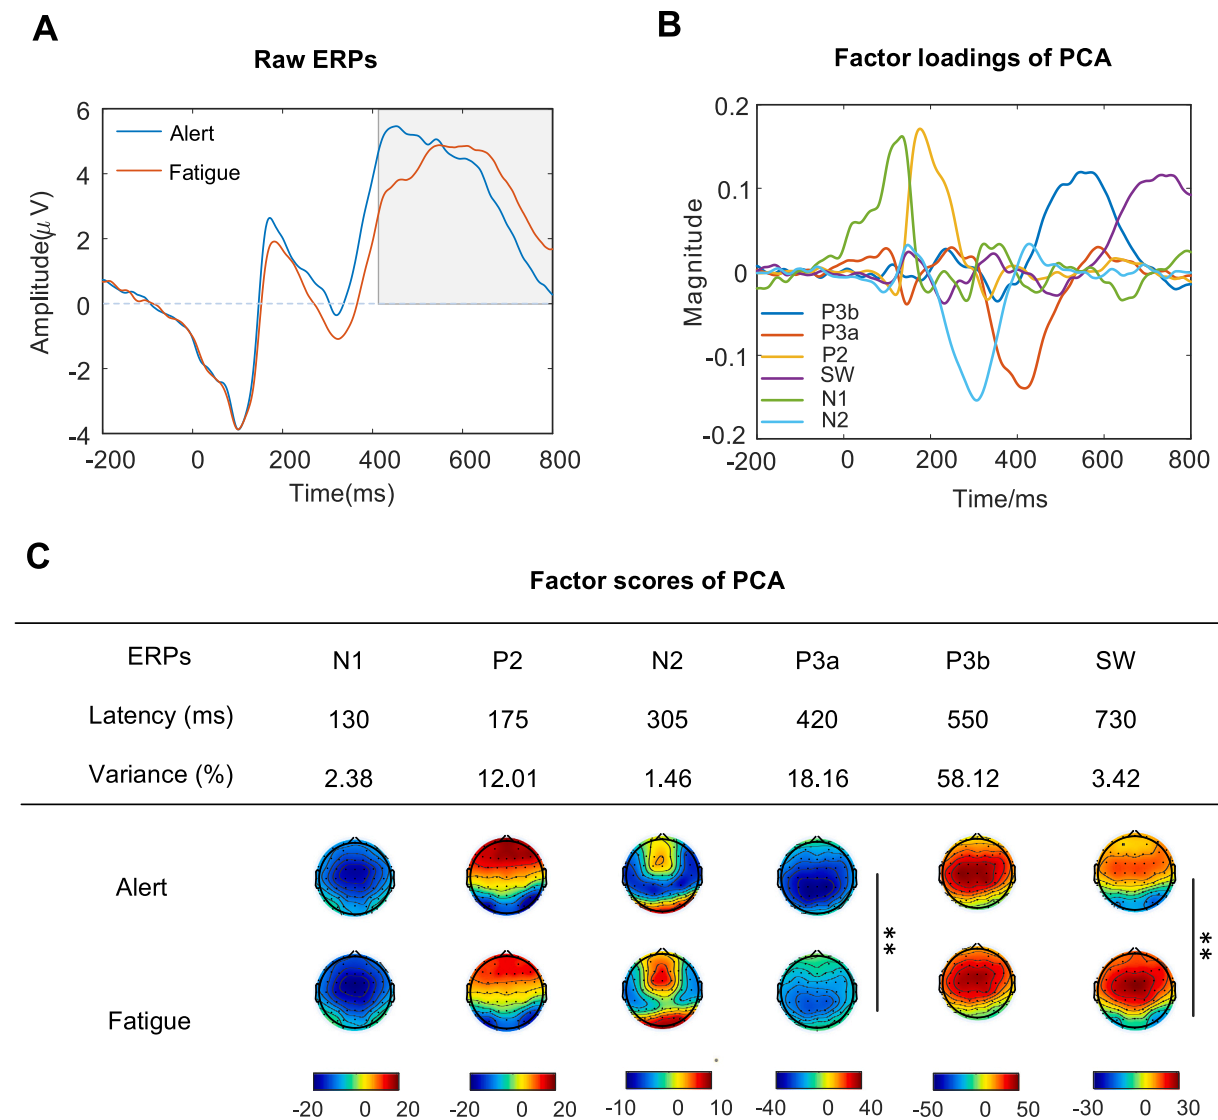 A
Raw ERPs
6
4
2
0
-2
-4
Amplitude(μ V)
Alert
Fatigue
-200 0 200 400 600 800
Time(ms)
B
Factor loadings of PCA
0.2
0.1
0
-0.1
-0.2
Magnitude
P3b
P3a
P2
SW
N1
N2
-200 0 200 400 600 800
Time/ms
C
Factor scores of PCA
ERPs N1 P2 N2 P3a P3b SW
Latency (ms) 130 175 305 420 550 730
Variance (%) 2.38 12.01 1.46 18.16 58.12 3.42
Alert
** **
Fatigue
-20 0 20 -20 0 20 -10 0 10 -40 0 40 -50 0 50 -30 0 30